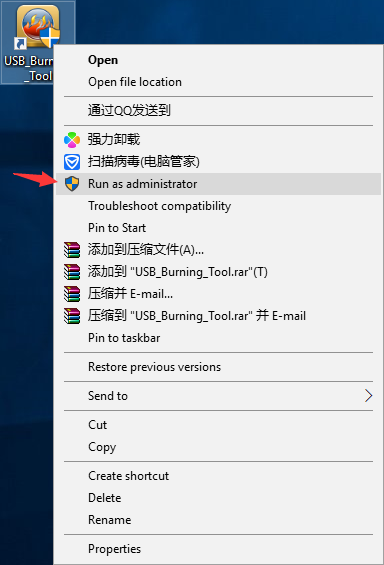 USB_Burning
_Tool
Open
Open file location
通过QQ发送到
强力卸载
扫描病毒(电脑管家)
Run as administrator
Troubleshoot compatibility
Pin to Start
添加到压缩文件(A)...
添加到 "USB_Burning_Tool.rar"(T)
压缩并 E-mail...
压缩到 "USB_Burning_Tool.rar" 并 E-mail
Pin to taskbar
Restore previous versions
Send to
Cut
Copy
Create shortcut
Delete
Rename
Properties